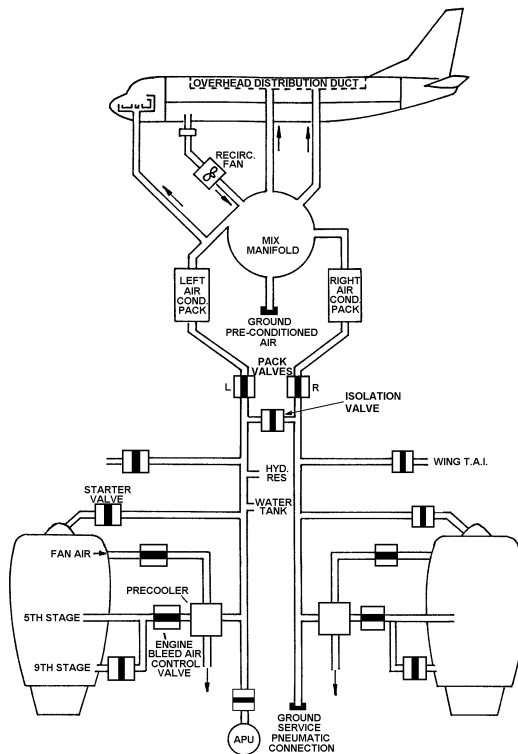 OVERHEAD DISTRIBUTION DUCT
RECIRC.
FAN
MIX
MANIFOLD
LEFT
AIR
COND.
PACK
RIGHT
AIR
COND.
PACK
GROUND
PRE-CONDITIONED
AIR
PACK
VALVES
L
R
ISOLATION
VALVE
WING T.A.I.
HYD.
RES
STARTER
VALVE
WATER
TANK
FAN AIR
PRECOOLER
5TH STAGE
ENGINE
BLEED AIR
CONTROL
VALVE
9TH STAGE
GROUND
SERVICE
PNEUMATIC
CONNECTION
APU